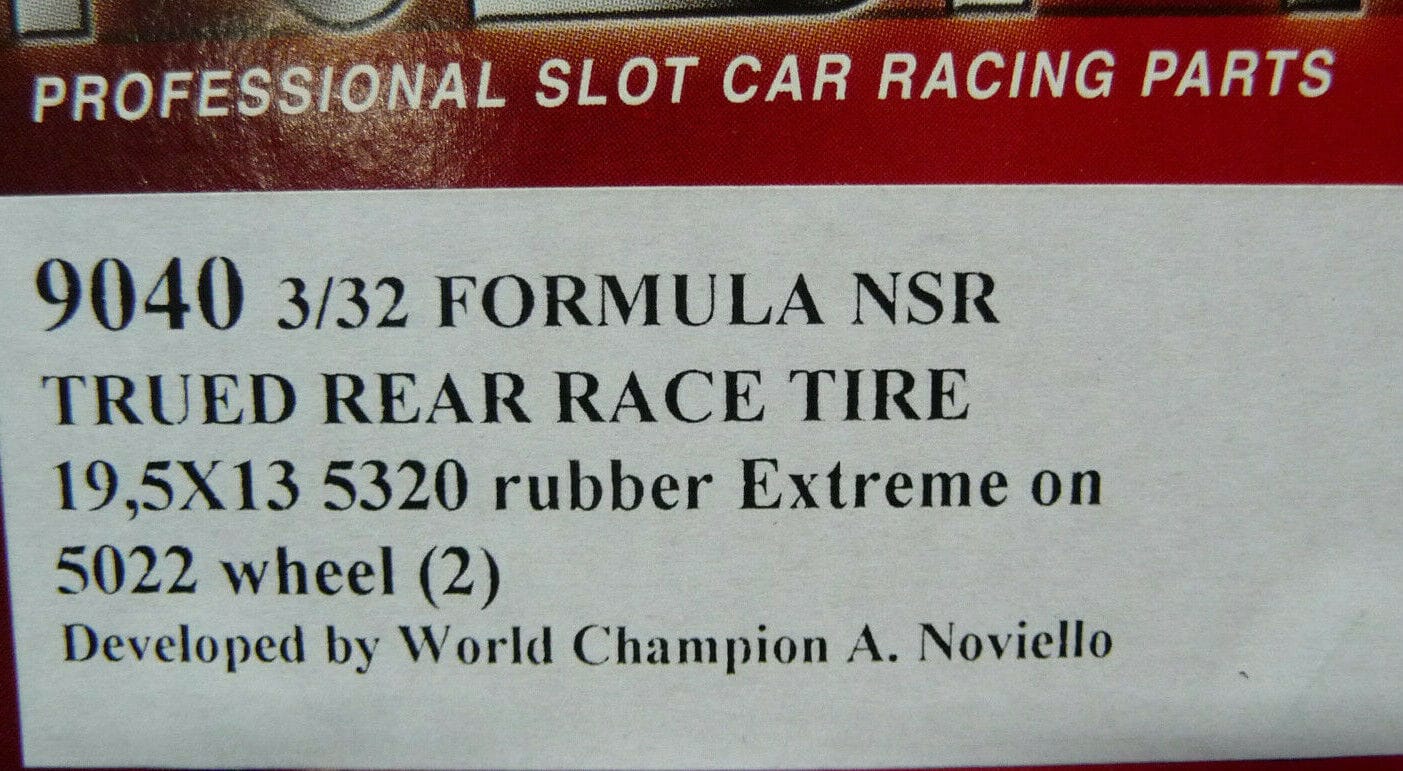 PROFESSIONAL SLOT CAR RACING PARTS
9040 3/32 FORMULA NSR
TRUED REAR RACE TIRE
19,5X13 5320 rubber Extreme on
5022 wheel (2)
Developed by World Champion A. Noviello